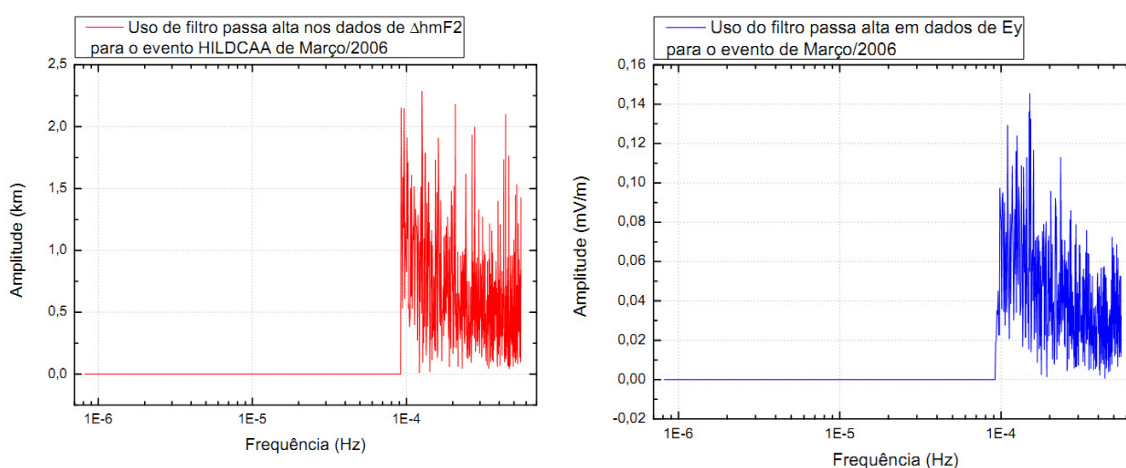 Uso de filtro passa alta nos dados de ΔhmF2
para o evento HILDCAA de Março/2006
2,5
2,0
1,5
1,0
0,5
0,0
Amplitude (km)
1E-6
1E-5
1E-4
Frequência (Hz)
Uso do filtro passa alta em dados de Ey
para o evento de Março/2006
0,16
0,14
0,12
0,10
0,08
0,06
0,04
0,02
0,00
-0,02
Amplitude (mV/m)
1E-6
1E-5
1E-4
Frequência (Hz)